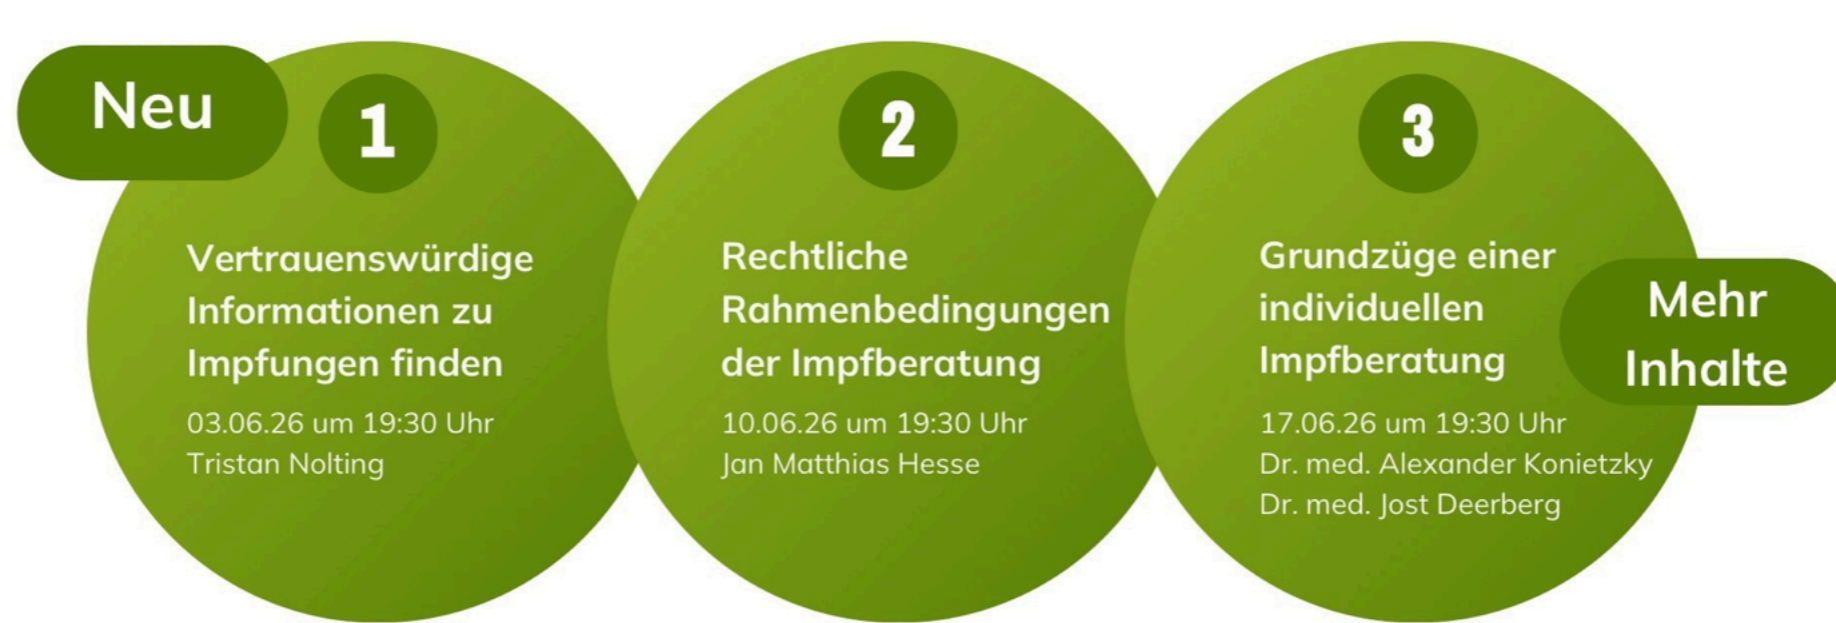 Neu
1
Vertrauenswürdige
Informationen zu
Impfungen finden
03.06.26 um 19:30 Uhr
Tristan Nolting
2
Rechtliche
Rahmenbedingungen
der Impfberatung
10.06.26 um 19:30 Uhr
Jan Matthias Hesse
3
Grundzüge einer
individuellen
Impfberatung
17.06.26 um 19:30 Uhr
Dr. med. Alexander Konietzky
Dr. med. Jost Deerberg
Mehr
Inhalte